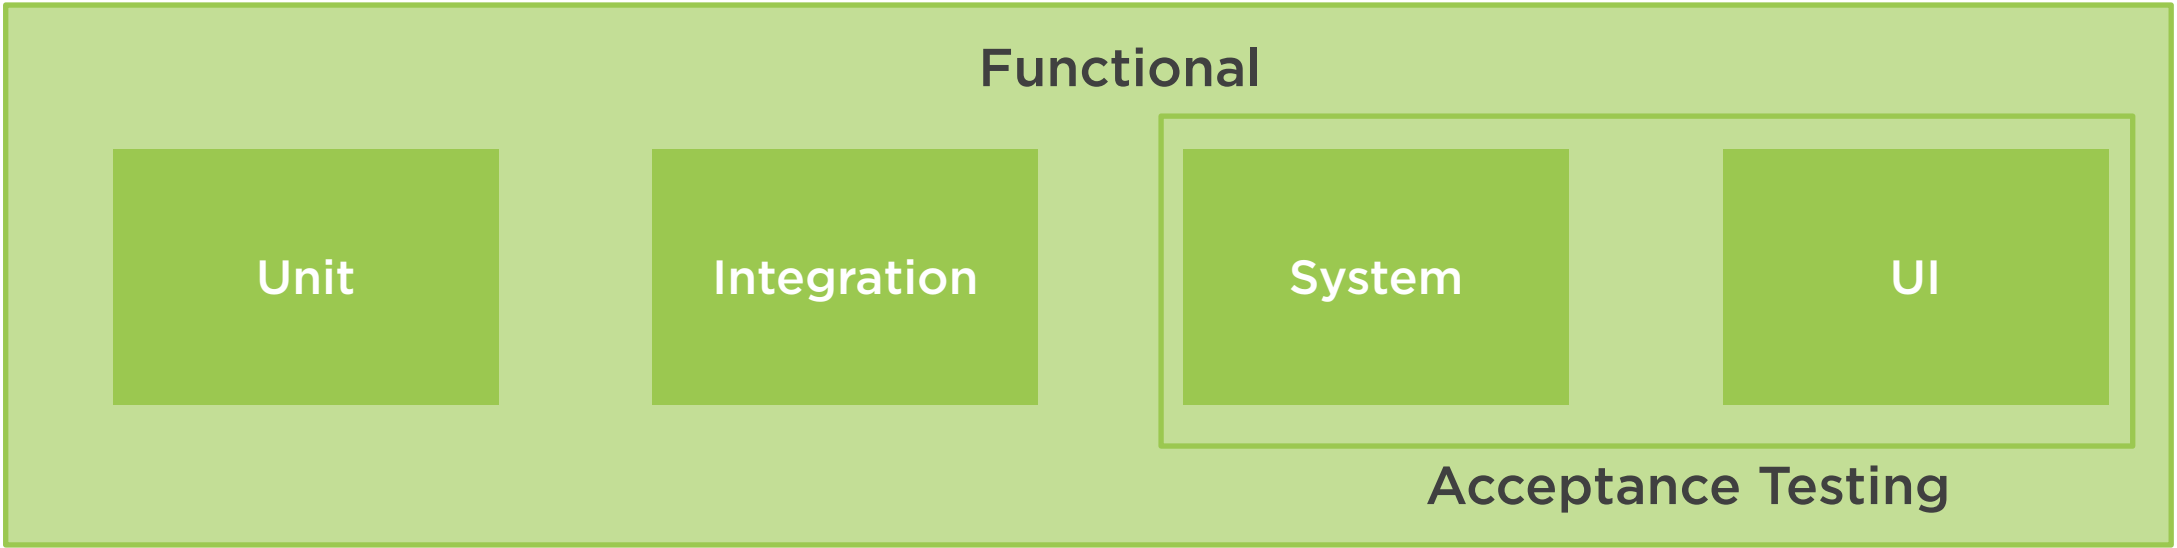 Functional
Unit
Integration
System
UI
Acceptance Testing